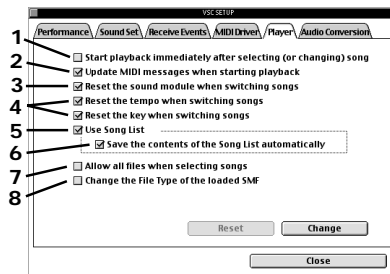 VSC SETUP
Performance Sound Set Receive Events MIDI Driver Player Audio Conversion
1 Start playback immediately after selecting (or changing) song
2 Update MIDI messages when starting playback
3 Reset the sound module when switching songs
4 Reset the tempo when switching songs
Reset the key when switching songs
5 Use Song List
6 Save the contents of the Song List automatically
7 Allow all files when selecting songs
8 Change the File Type of the loaded SMF
Reset Change
Close